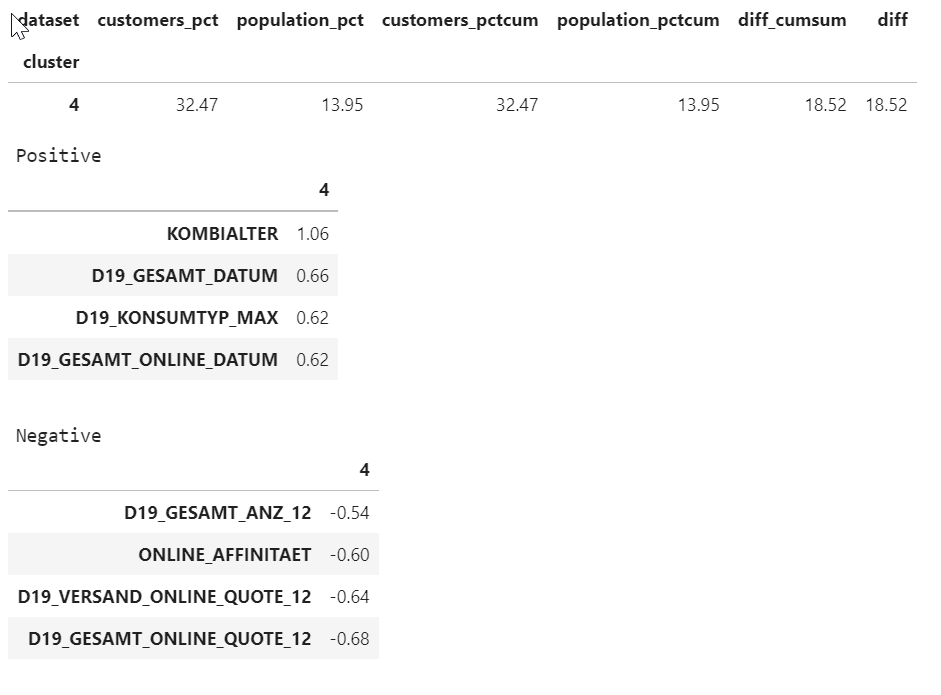 dataset customers_pct population_pct customers_pctcum population_pctcum diff_cumsum diff
cluster
4 32.47 13.95 32.47 13.95 18.52 18.52
Positive
4
KOMBIALTER 1.06
D19_GESAMT_DATUM 0.66
D19_KONSUMTYP_MAX 0.62
D19_GESAMT_ONLINE_DATUM 0.62
Negative
4
D19_GESAMT_ANZ_12 -0.54
ONLINE_AFFINITAET -0.60
D19_VERSAND_ONLINE_QUOTE_12 -0.64
D19_GESAMT_ONLINE_QUOTE_12 -0.68